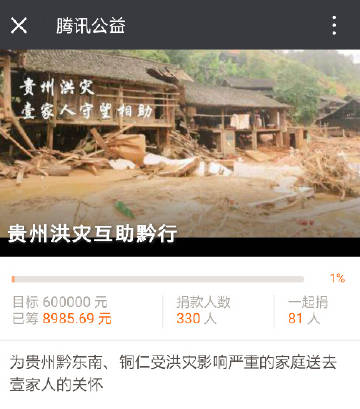 腾讯公益
贵州洪灾
壹家人守望相助
贵州洪灾互助黔行
1%
目标 600000 元
捐款人数
一起捐
已筹 8985.69 元
330 人
81 人
为贵州黔东南、铜仁受洪灾影响严重的家庭送去
壹家人的关怀